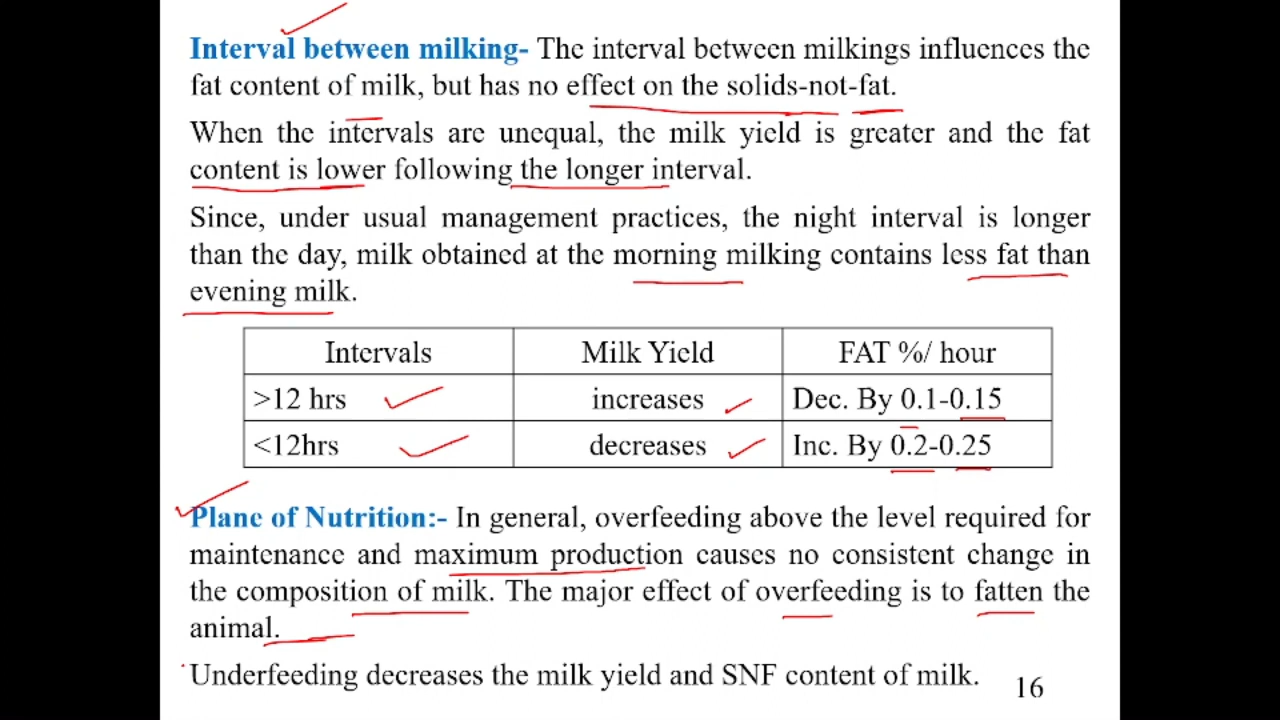 Interval between milking- The interval between milkings influences the
fat content of milk, but has no effect on the solids-not-fat.
When the intervals are unequal, the milk yield is greater and the fat
content is lower following the longer interval.
Since, under usual management practices, the night interval is longer
than the day, milk obtained at the morning milking contains less fat than
evening milk.
Intervals Milk Yield FAT %/ hour
>12 hrs increases Dec. By 0.1-0.15
<12hrs decreases Inc. By 0.2-0.25
Plane of Nutrition:- In general, overfeeding above the level required for
maintenance and maximum production causes no consistent change in
the composition of milk. The major effect of overfeeding is to fatten the
animal.
Underfeeding decreases the milk yield and SNF content of milk.
16